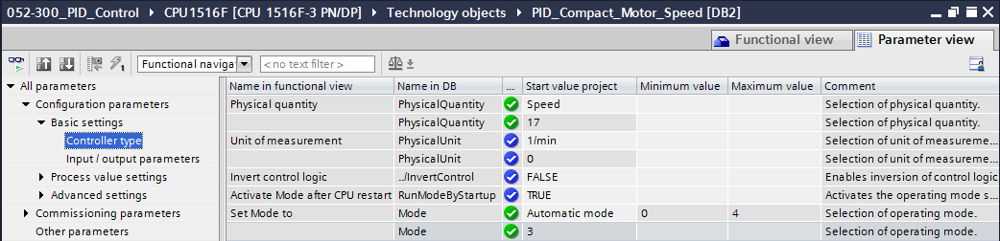 052-300_PID_Control ▸ CPU1516F [CPU 1516F-3 PN/DP] ▸ Technology objects ▸ PID_Compact_Motor_Speed [DB2]
Functional view Parameter view
Functional naviga <no text filter>
All parameters
Configuration parameters
Basic settings
Controller type
Input / output parameters
Process value settings
Advanced settings
Commissioning parameters
Other parameters
Name in functional view Name in DB ... Start value project Minimum value Maximum value Comment
Physical quantity PhysicalQuantity Speed Selection of physical quantity.
PhysicalQuantity 17 Selection of physical quantity.
Unit of measurement PhysicalUnit 1/min Selection of unit of measureme...
PhysicalUnit 0 Selection of unit of measureme...
Invert control logic ../InvertControl FALSE Enables inversion of control logic
Activate Mode after CPU restart RunModeByStartup TRUE Activates the operating mode s...
Set Mode to Mode Automatic mode 0 4 Selection of operating mode.
Mode 3 Selection of operating mode.